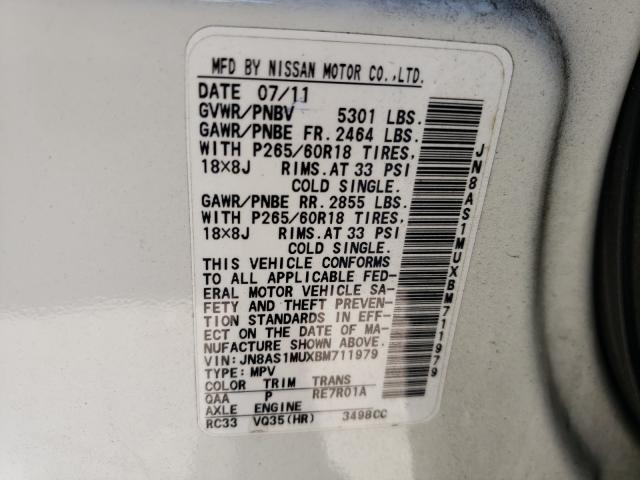 MFD BY NISSAN MOTOR CO.,LTD.
DATE 07/11
GVWR/PNBV 5301 LBS.
GAWR/PNBE FR. 2464 LBS.
WITH P265/60R18 TIRES,
18×8J RIMS.AT 33 PSI
COLD SINGLE.
GAWR/PNBE RR. 2855 LBS.
WITH P265/60R18 TIRES,
18×8J RIMS.AT 33 PSI
COLD SINGLE.
THIS VEHICLE CONFORMS
TO ALL APPLICABLE FED-
ERAL MOTOR VEHICLE SA-
FETY AND THEFT PREVEN-
TION STANDARDS IN EFF-
ECT ON THE DATE OF MA-
NUFACTURE SHOWN ABOVE.
VIN:JN8AS1MUXBM711979
TYPE: MPV
COLOR TRIM TRANS
QAA P RE7R01A
AXLE ENGINE
RC33 VQ35(HR) 3498CC
JN8AS1MUXBM711979